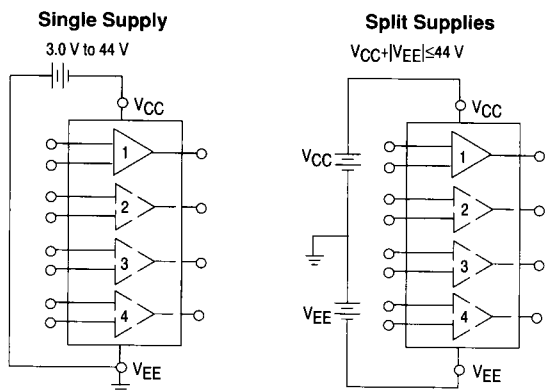 Single Supply
3.0 V to 44 V
VCC
1
2
3
4
VEE
Split Supplies
VCC+|VEE|≤44 V
VCC
VCC
1
2
3
4
VEE
VEE